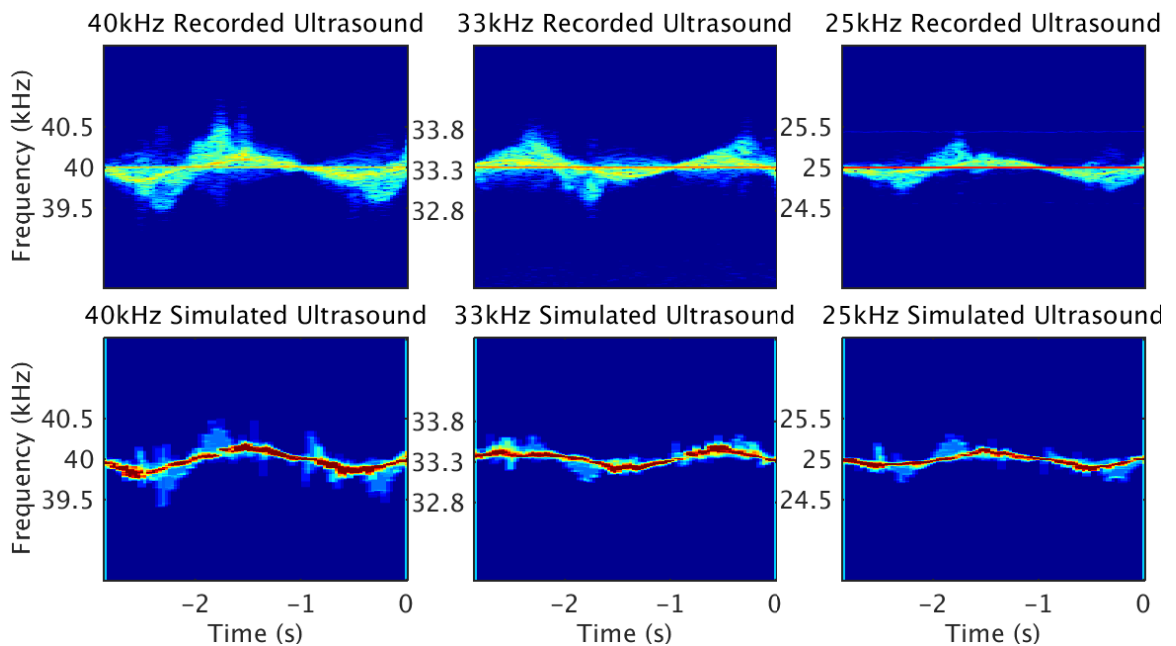 40kHz Recorded Ultrasound
33kHz Recorded Ultrasound
25kHz Recorded Ultrasound
Frequency (kHz)
40.5
40
39.5
33.8
33.3
32.8
25.5
25
24.5
40kHz Simulated Ultrasound
33kHz Simulated Ultrasound
25kHz Simulated Ultrasound
Frequency (kHz)
40.5
40
39.5
33.8
33.3
32.8
25.5
25
24.5
−2 −1 0
−2 −1 0
−2 −1 0
Time (s)
Time (s)
Time (s)